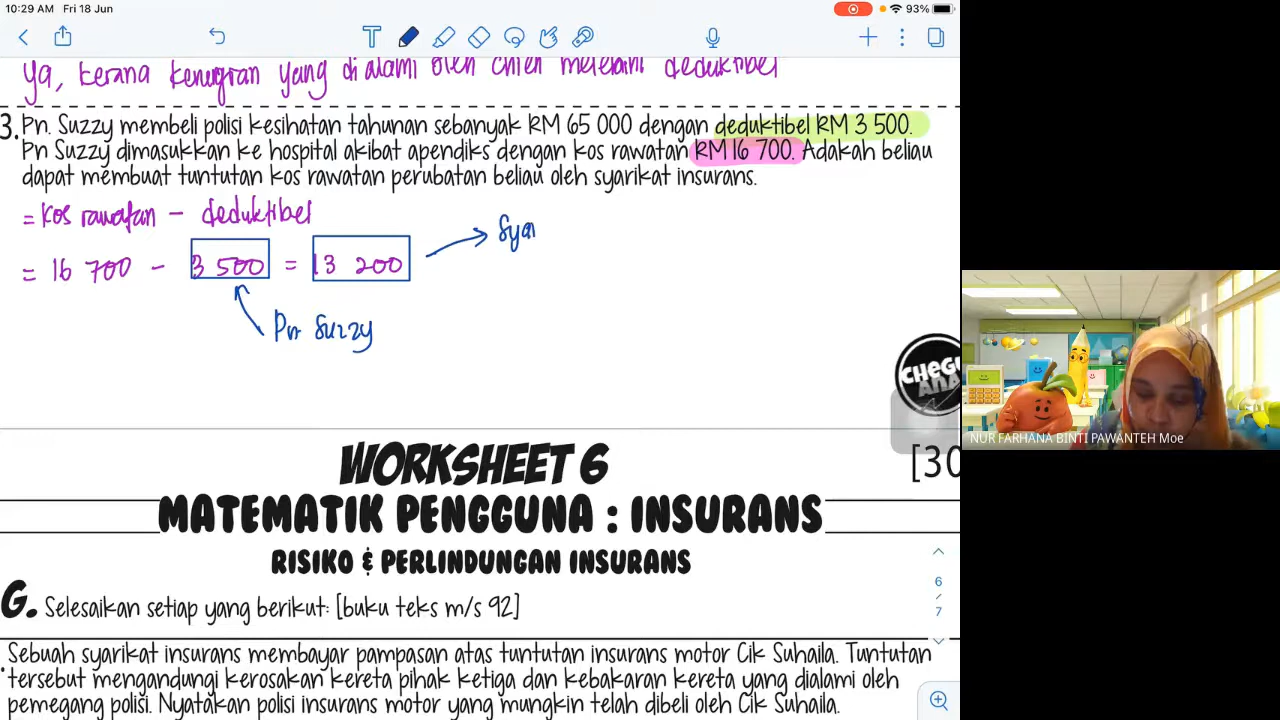 10:29 AM Fri 18 Jun
93%
Ya, kerana kerugian yang dialami oleh melebihi deduktibel
3. Pn. Suzzy membeli polisi kesihatan tahunan sebanyak RM 65 000 dengan deduktibel RM 3 500.
Pn Suzzy dimasukkan ke hospital akibat apendiks dengan kos rawatan RM 16 700. Adakah beliau
dapat membuat tuntutan kos rawatan perubatan beliau oleh syarikat insurans.
= kos rawatan - deduktibel
= 16 700 - 3 500 = 13 200
Sya
Pn Suzzy
CHEGU
ANA
WORKSHEET 6
[30
MATEMATIK PENGGUNA : INSURANS
RISIKO & PERLINDUNGAN INSURANS
G. Selesaikan setiap yang berikut: [buku teks m/s 92]
6
/
7
Sebuah syarikat insurans membayar pampasan atas tuntutan insurans motor Cik Suhaila. Tuntutan
tersebut mengandungi kerosakan kereta pihak ketiga dan kebakaran kereta yang dialami oleh
pemegang polisi. Nyatakan polisi insurans motor yang mungkin telah dibeli oleh Cik Suhaila.
NUR FARHANA BINTI PAWANTEH Moe